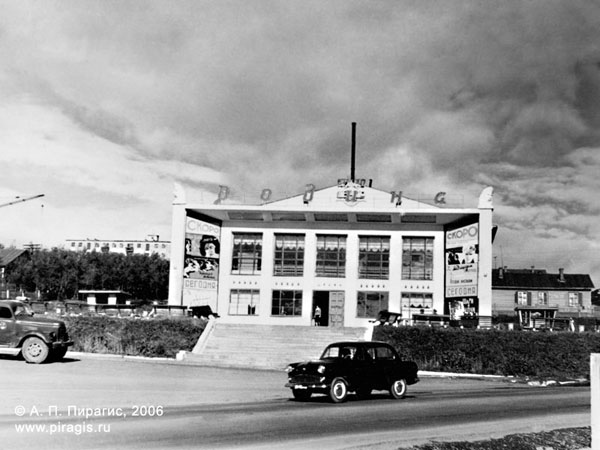 Родина
СКОРО
СКОРО
СЕГОДНЯ
СЕГОДНЯ
© А. П. Пирагис, 2006
www.piragis.ru